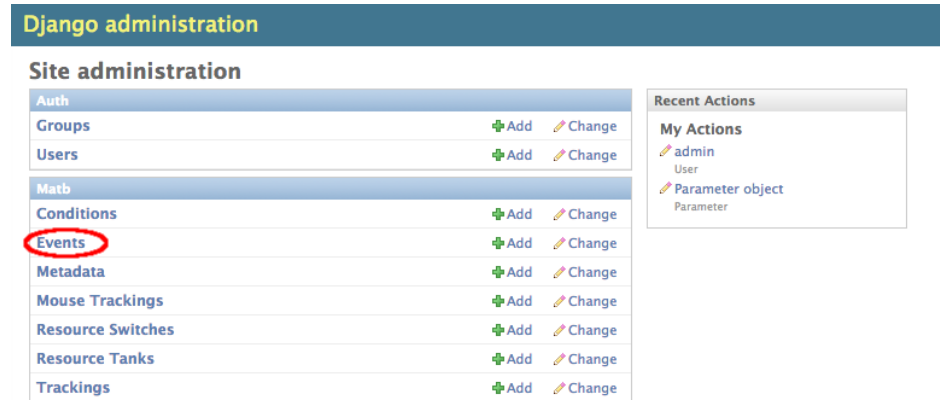 Django administration
Site administration
Auth
Groups Add Change
Users Add Change
Matb
Conditions Add Change
Events Add Change
Metadata Add Change
Mouse Trackings Add Change
Resource Switches Add Change
Resource Tanks Add Change
Trackings Add Change
Recent Actions
My Actions
admin
User
Parameter object
Parameter